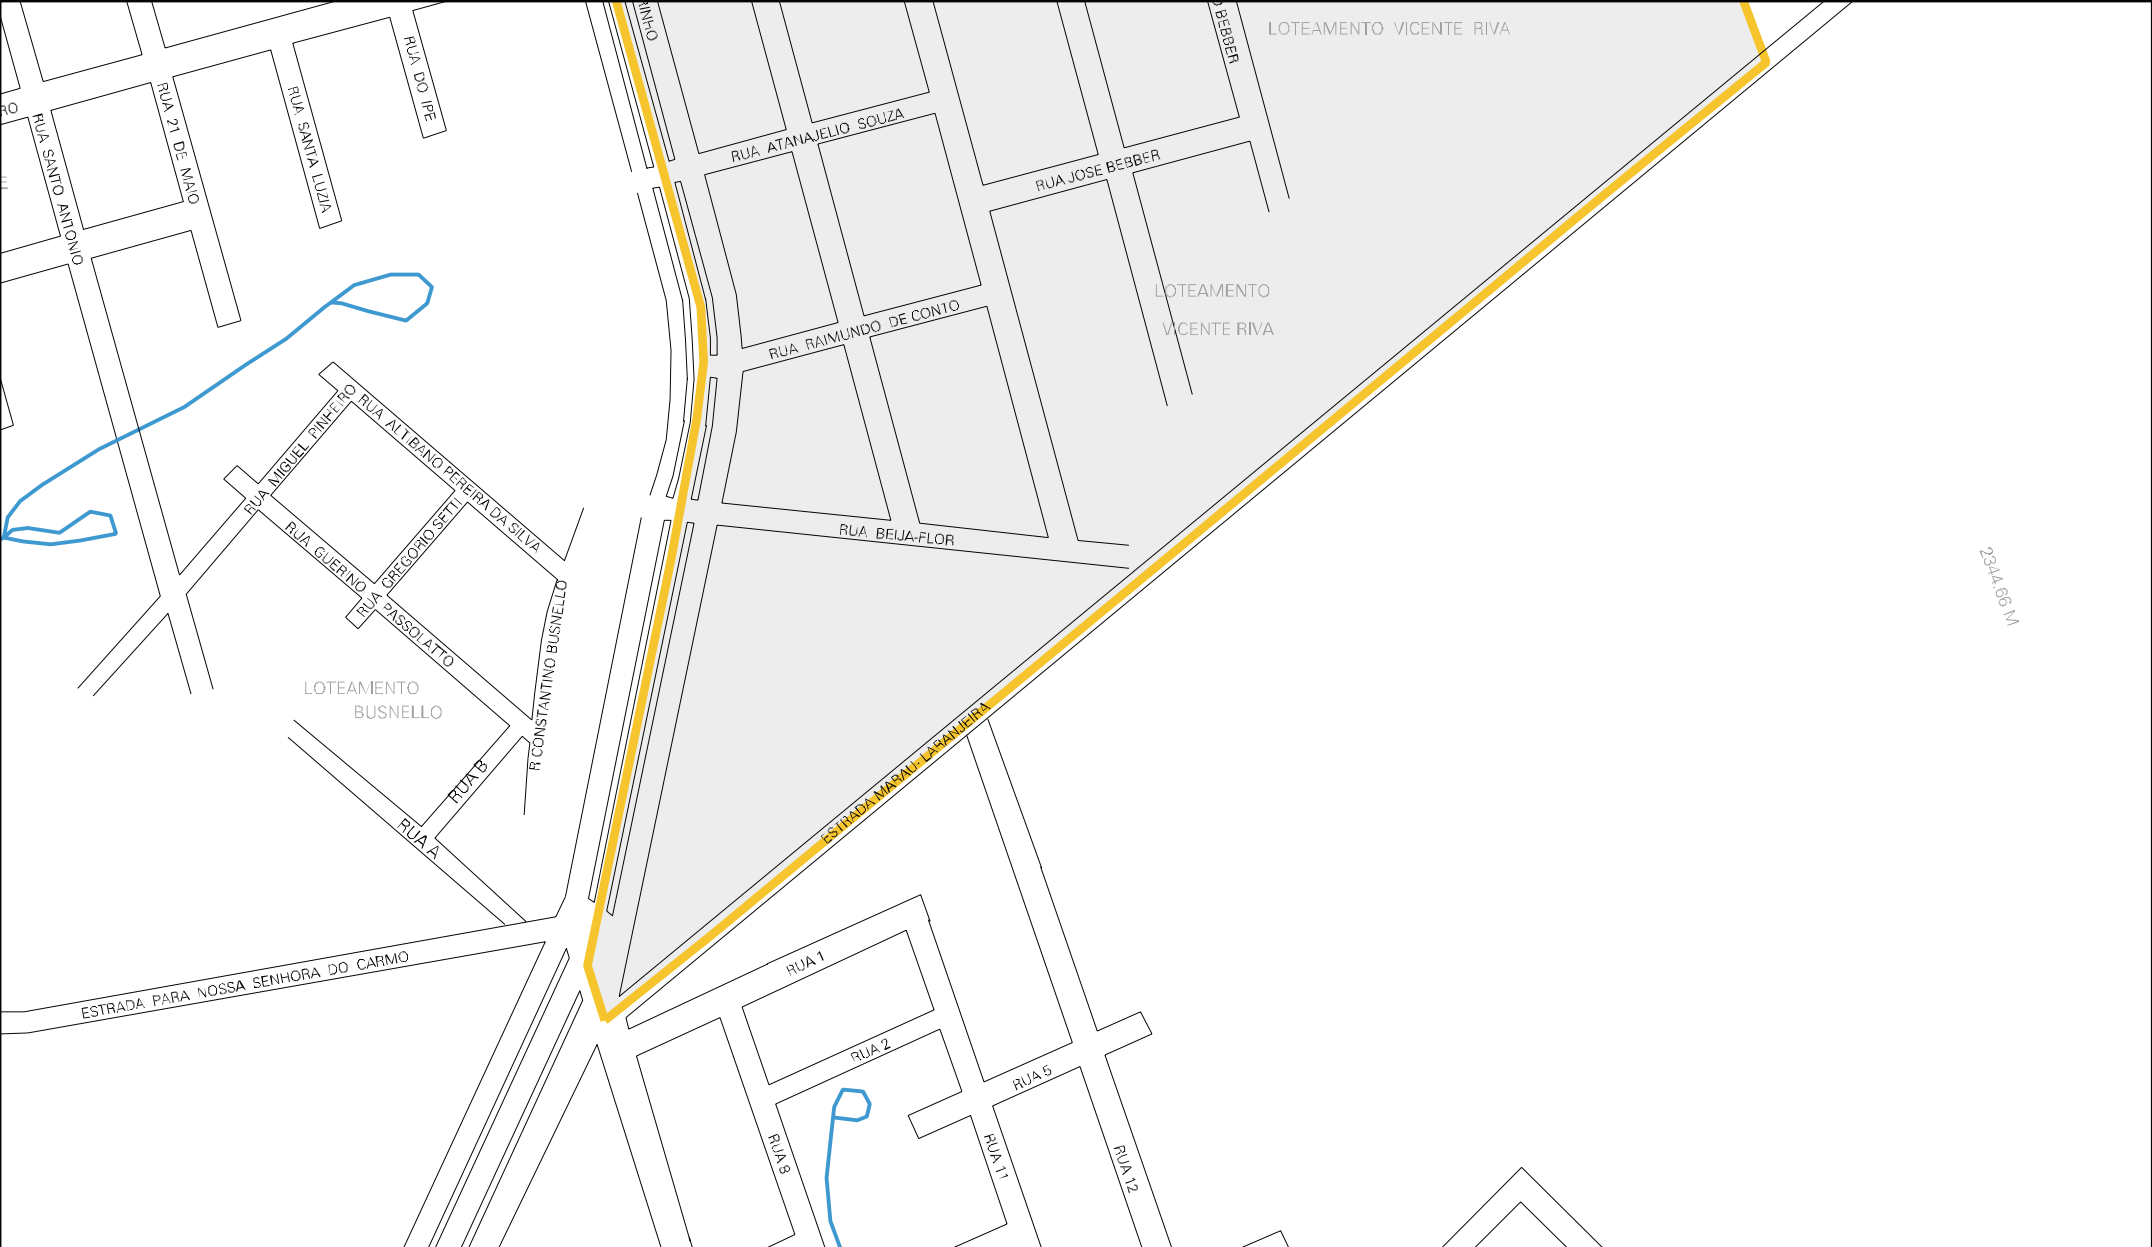 LOTEAMENTO VICENTE RIVA
RUA DO IPE
RUA SANTA LUZIA
RUA 21 DE MAIO
RUA SANTO ANTONIO
RUA ATANAJELIO SOUZA
RUA JOSE BEBBER
BEBBER
LOTEAMENTO
VICENTE RIVA
RUA RAIMUNDO DE CONTO
RUA MIGUEL PINHEIRO
RUA ALTIBANO PEREIRA DA SILVA
RUA GREGORIO SETTI
RUA GUERINO PASSOLATTO
RUA BEIJA-FLOR
2344.66 M
R CONSTANTINO BUSNELLO
LOTEAMENTO
BUSNELLO
RUA B
RUA A
ESTRADA MARAU- LARANJEIRA
ESTRADA PARA NOSSA SENHORA DO CARMO
RUA 1
RUA 2
RUA 5
RUA 8
RUA 11
RUA 12